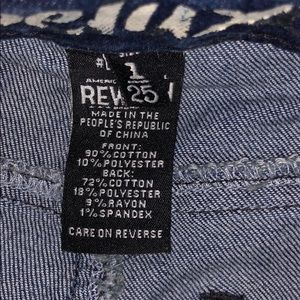 1
25
MADE IN THE
PEOPLE'S REPUBLIC
OF CHINA
FRONT:
90%COTTON
10%POLYESTER
BACK:
72%COTTON
18%POLYESTER
9%RAYON
1%SPANDEX
CARE ON REVERSE